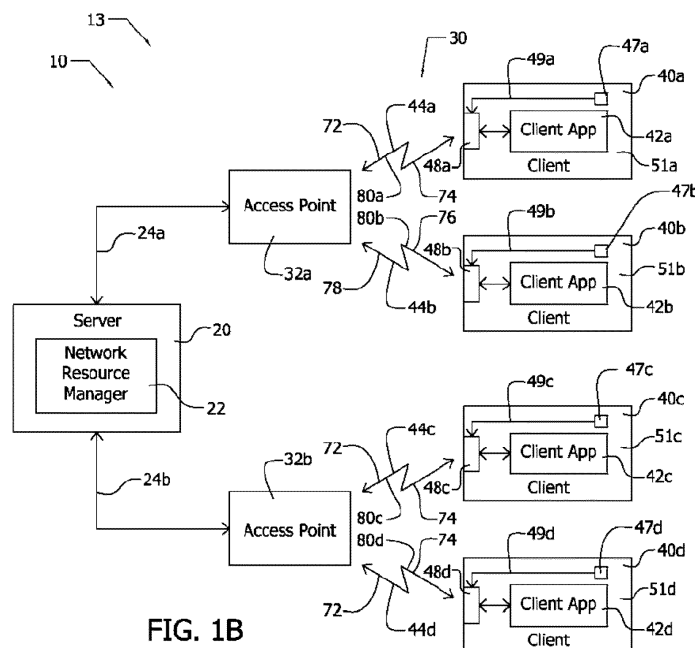 13
10
30
49a
47a
40a
44a
72
Client App
42a
48a
51a
Client
80a
74
Access Point
80b
76
49b
47b
40b
24a
32a
48b
51b
Client App
78
44b
42b
Client
Server
20
Network
Resource
Manager
22
49c
47c
40c
44c
51c
72
Client App
24b
32b
48c
42c
Client
Access Point
80c
74
80d
74
49d
47d
40d
48d
51d
72
Client App
44d
42d
Client
FIG. 1B